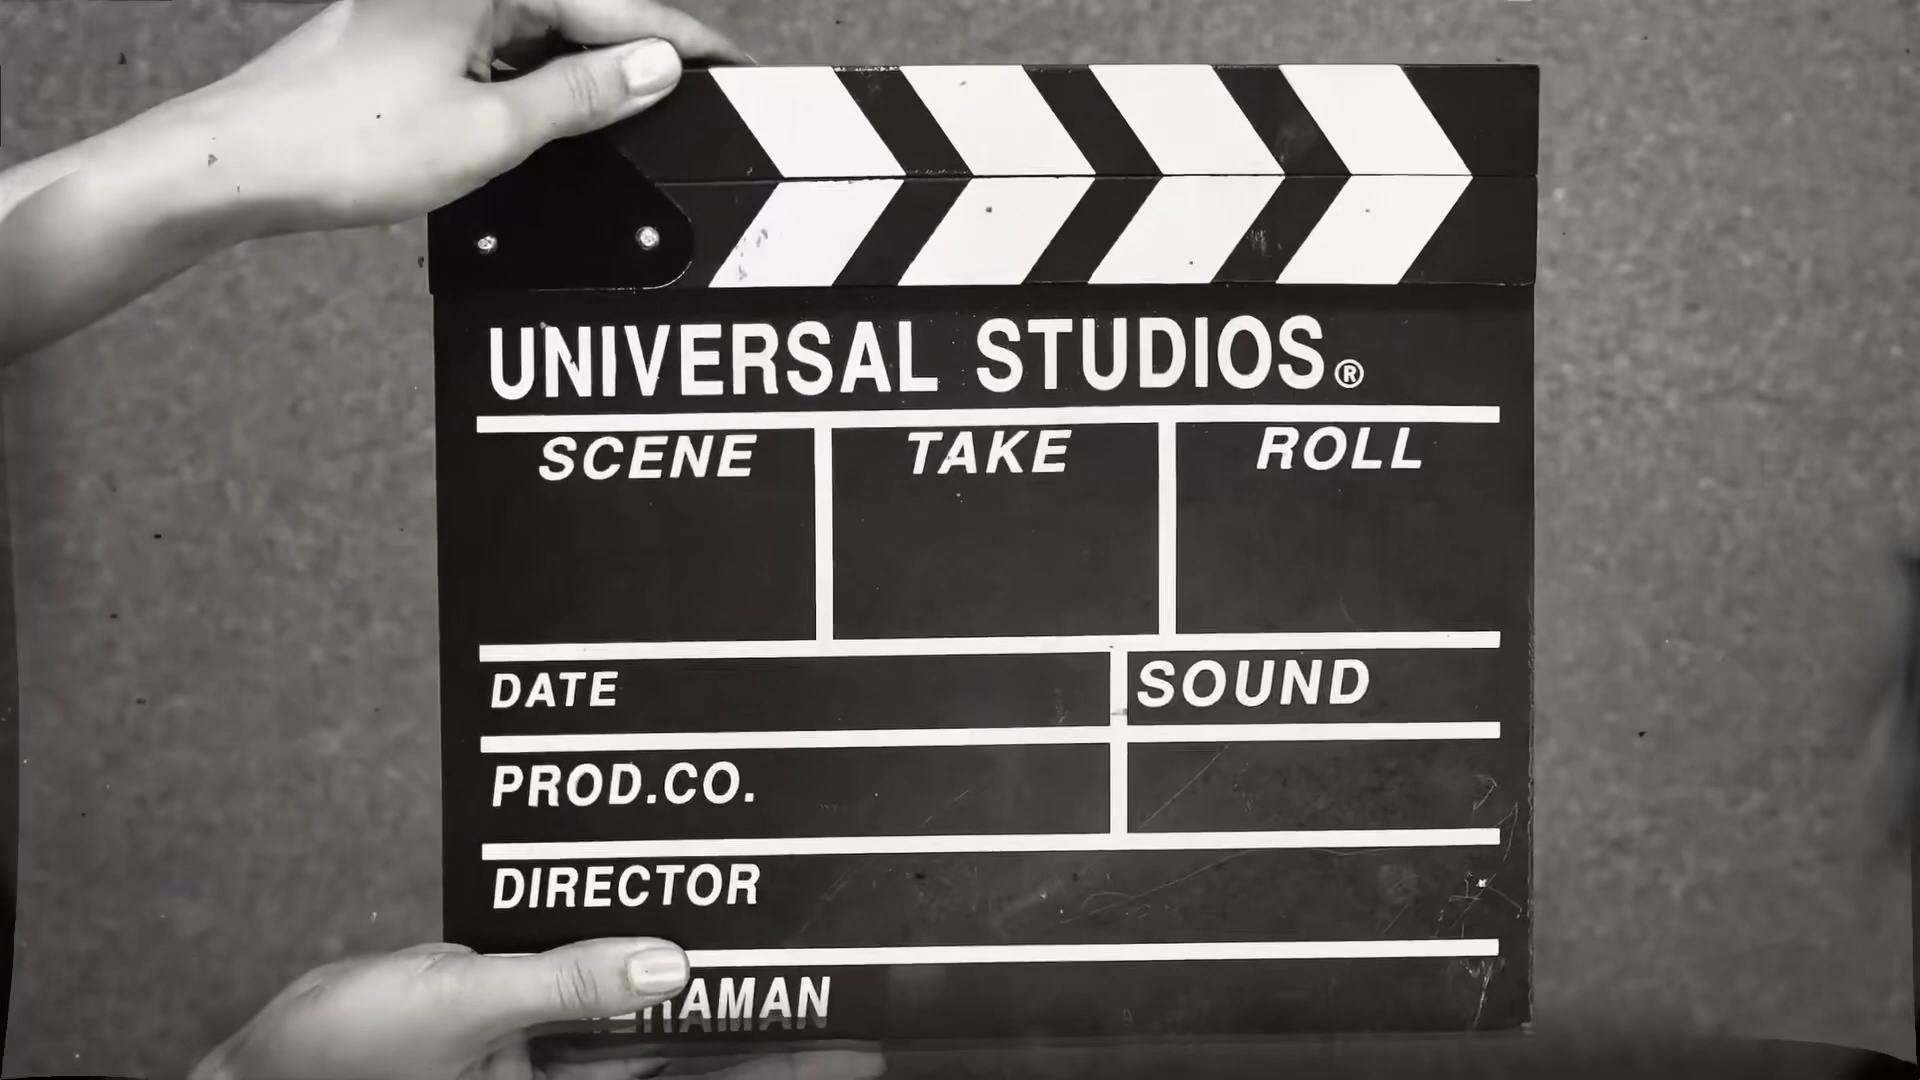 UNIVERSAL STUDIOS®
SCENE TAKE ROLL
DATE SOUND
PROD.CO.
DIRECTOR